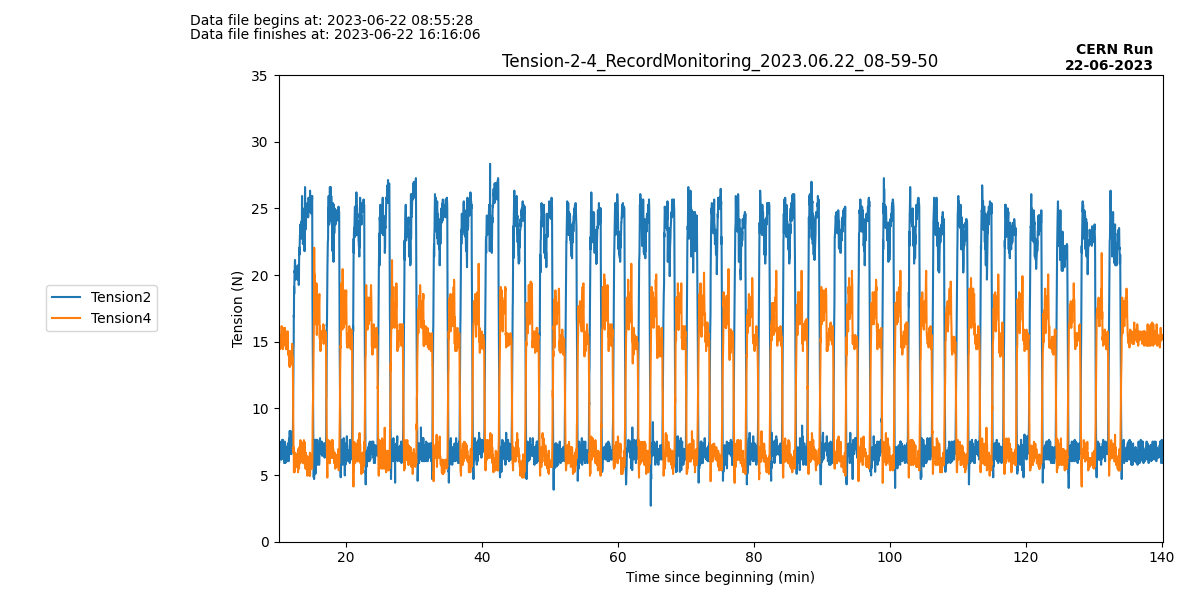 Data file begins at: 2023-06-22 08:55:28
Data file finishes at: 2023-06-22 16:16:06
CERN Run
22-06-2023
Tension-2-4_RecordMonitoring_2023.06.22_08-59-50
35
30
25
20
15
10
5
0
Tension (N)
Tension2
Tension4
20 40 60 80 100 120 140
Time since beginning (min)